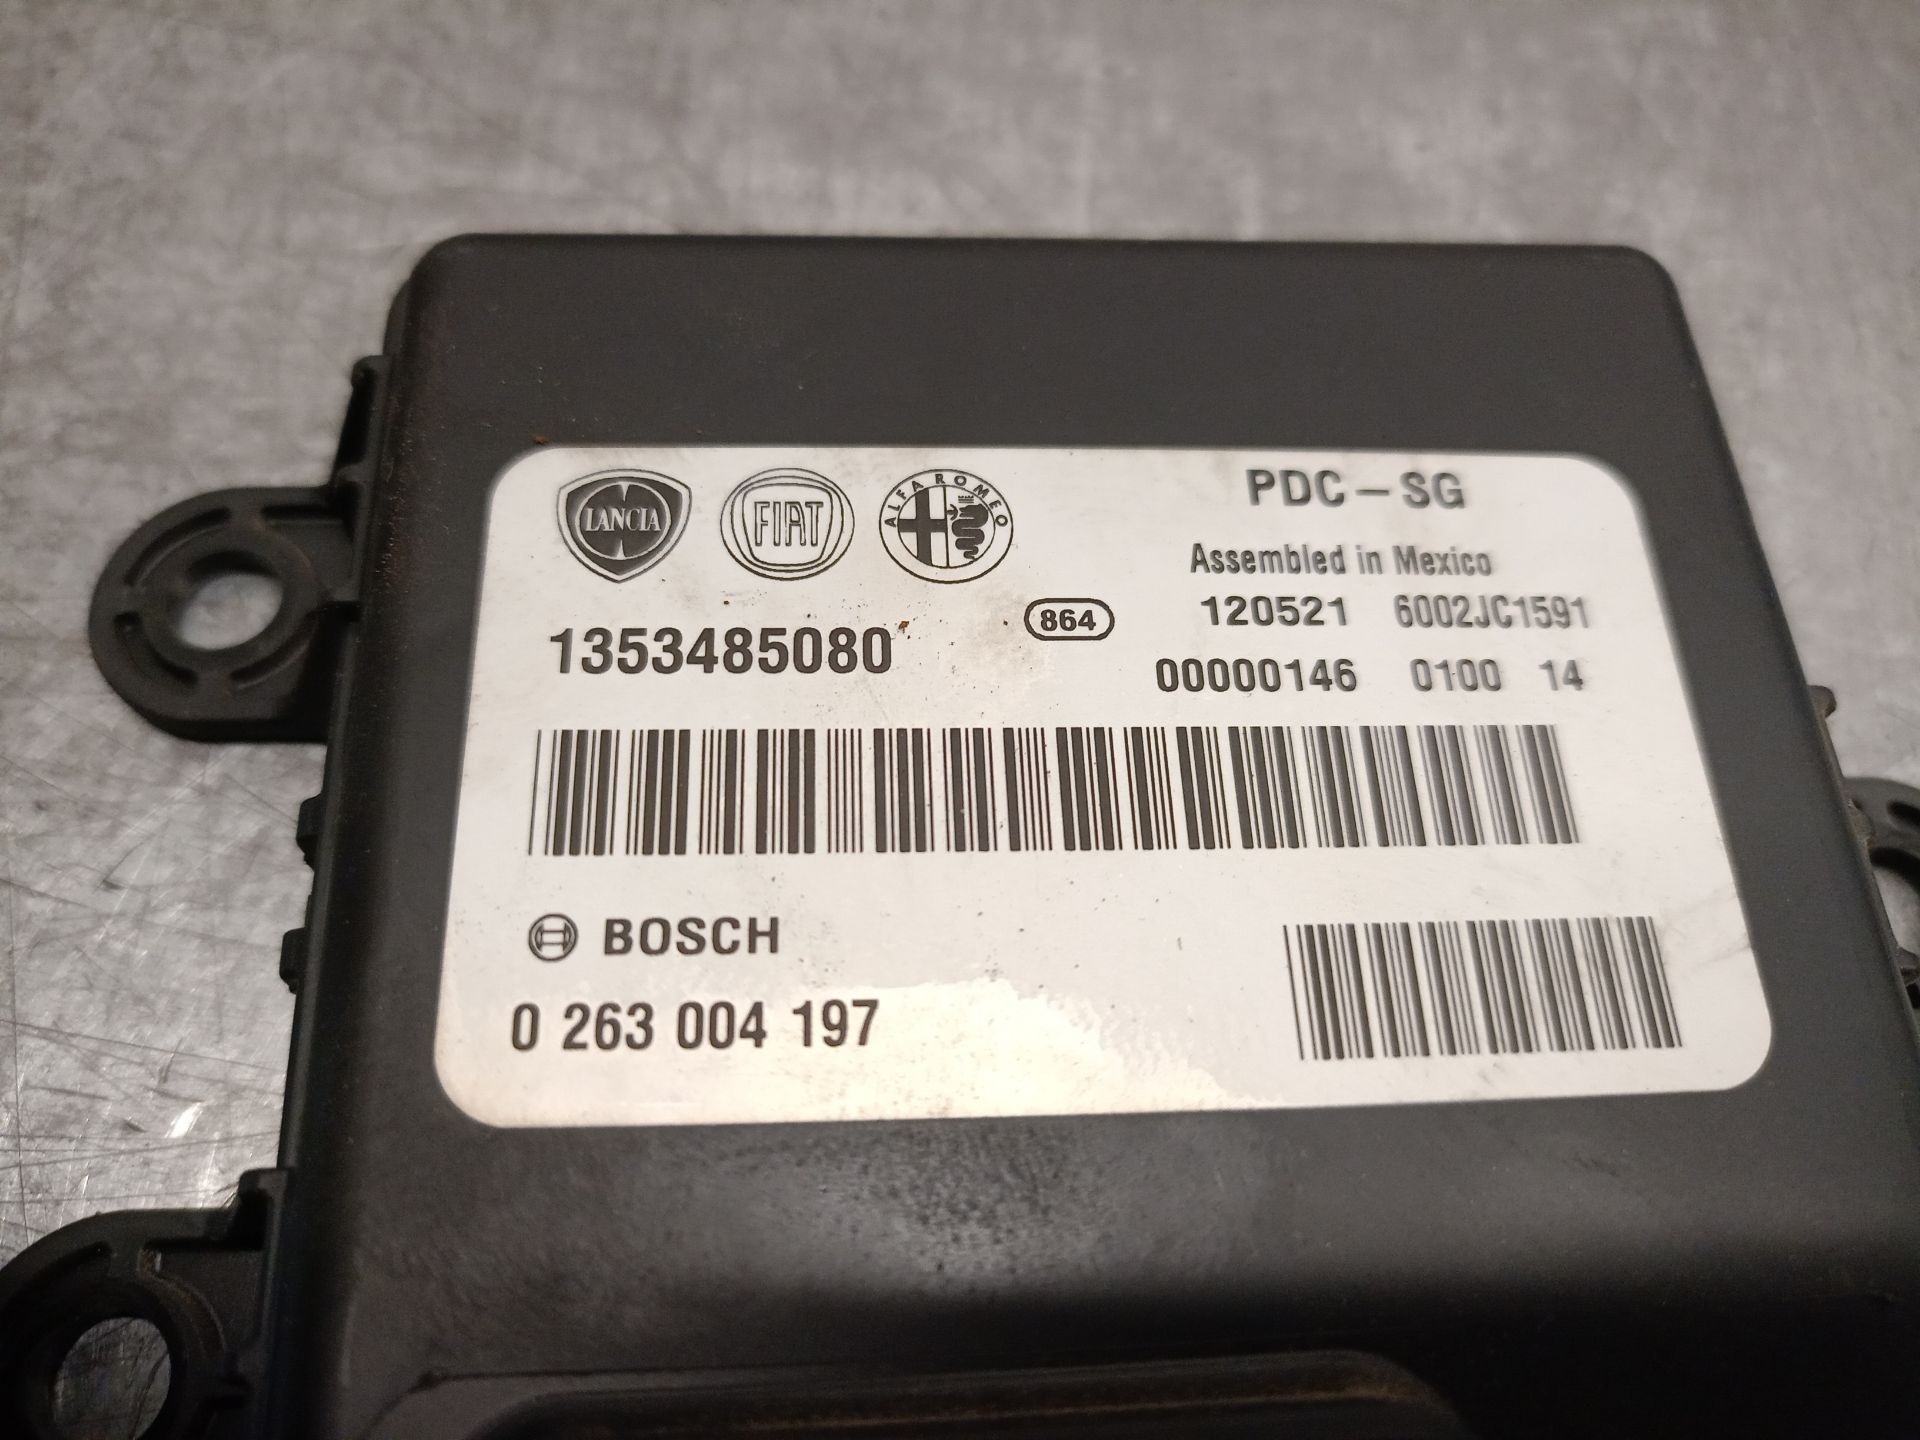 LANCIA FIAT ALFA ROMEO PDC-SG
Assembled in Mexico
864 120521 6002JC1591
1353485080 00000146 0100 14
BOSCH
0 263 004 197